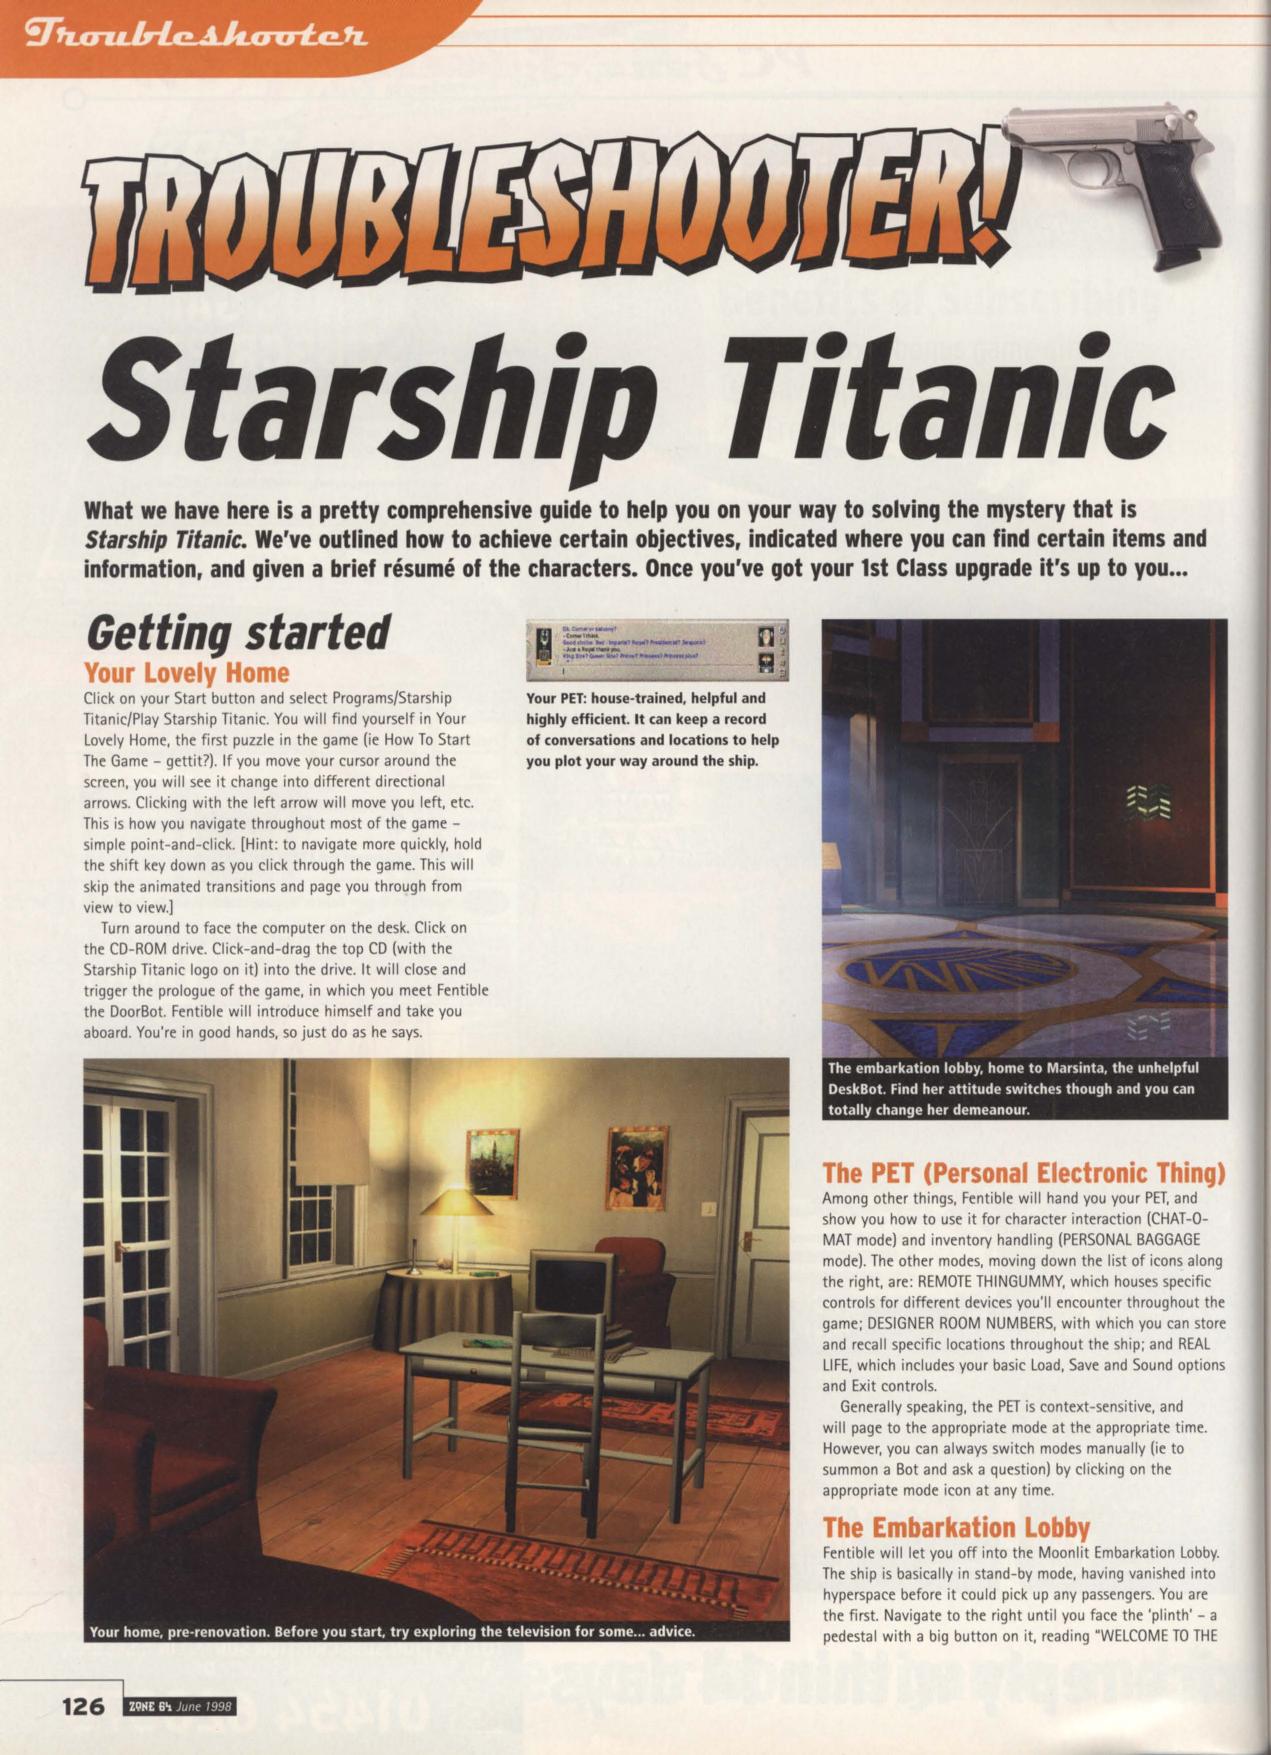 Troubleshooter
TROUBLESHOOTER!
Starship Titanic
What we have here is a pretty comprehensive guide to help you on your way to solving the mystery that is
Starship Titanic. We've outlined how to achieve certain objectives, indicated where you can find certain items and
information, and given a brief résumé of the characters. Once you've got your 1st Class upgrade it's up to you...
Getting started
Your Lovely Home
Click on your Start button and select Programs/Starship
Titanic/Play Starship Titanic. You will find yourself in Your
Lovely Home, the first puzzle in the game (ie How To Start
The Game – gettit?). If you move your cursor around the
screen, you will see it change into different directional
arrows. Clicking with the left arrow will move you left, etc.
This is how you navigate throughout most of the game –
simple point-and-click. [Hint: to navigate more quickly, hold
the shift key down as you click through the game. This will
skip the animated transitions and page you through from
view to view.]
Turn around to face the computer on the desk. Click on
the CD-ROM drive. Click-and-drag the top CD (with the
Starship Titanic logo on it) into the drive. It will close and
trigger the prologue of the game, in which you meet Fentible
the DoorBot. Fentible will introduce himself and take you
aboard. You're in good hands, so just do as he says.
Your home, pre-renovation. Before you start, try exploring the television for some... advice.
- Corner I think.
- Just a Royal thank you.
Your PET: house-trained, helpful and
highly efficient. It can keep a record
of conversations and locations to help
you plot your way around the ship.
The embarkation lobby, home to Marsinta, the unhelpful
DeskBot. Find her attitude switches though and you can
totally change her demeanour.
The PET (Personal Electronic Thing)
Among other things, Fentible will hand you your PET, and
show you how to use it for character interaction (CHAT-O-
MAT mode) and inventory handling (PERSONAL BAGGAGE
mode). The other modes, moving down the list of icons along
the right, are: REMOTE THINGUMMY, which houses specific
controls for different devices you'll encounter throughout the
game; DESIGNER ROOM NUMBERS, with which you can store
and recall specific locations throughout the ship; and REAL
LIFE, which includes your basic Load, Save and Sound options
and Exit controls.
Generally speaking, the PET is context-sensitive, and
will page to the appropriate mode at the appropriate time.
However, you can always switch modes manually (ie to
summon a Bot and ask a question) by clicking on the
appropriate mode icon at any time.
The Embarkation Lobby
Fentible will let you off into the Moonlit Embarkation Lobby.
The ship is basically in stand-by mode, having vanished into
hyperspace before it could pick up any passengers. You are
the first. Navigate to the right until you face the 'plinth' – a
pedestal with a big button on it, reading "WELCOME TO THE
126 ZONE 64 June 1998